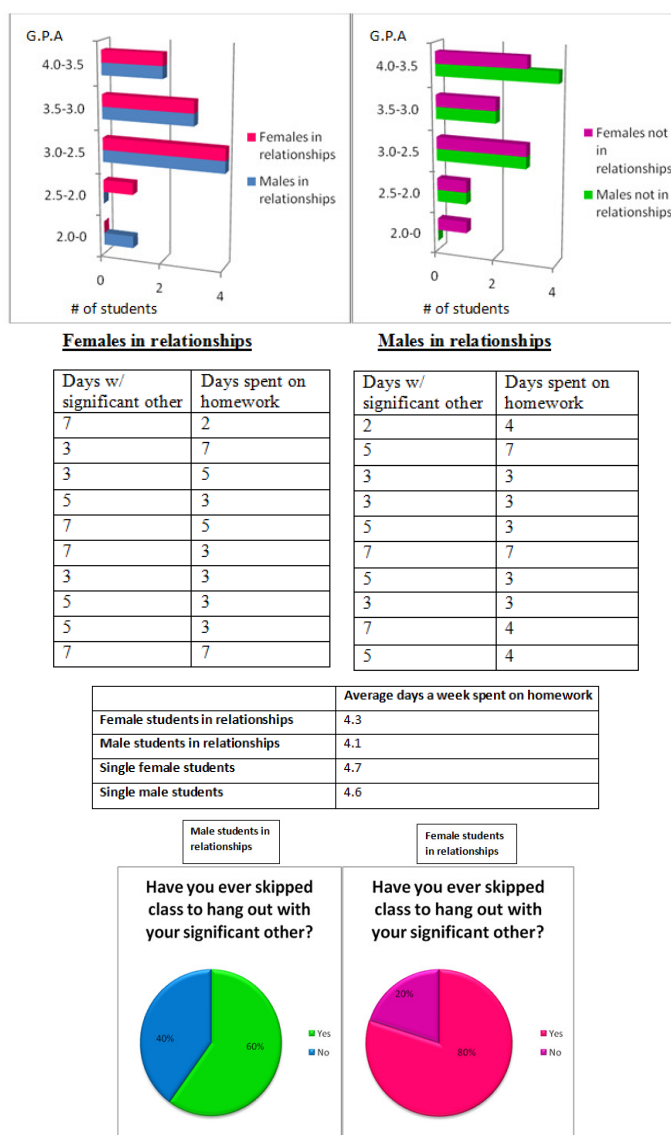 G.P.A
4.0-3.5
3.5-3.0
3.0-2.5
2.5-2.0
2.0-0
0 2 4
# of students
Females in
relationships
Males in
relationships
G.P.A
4.0-3.5
3.5-3.0
3.0-2.5
2.5-2.0
2.0-0
0 2 4
# of students
Females not
in
relationships
Males not in
relationships
Females in relationships
Days w/ significant other Days spent on homework
7 2
3 7
3 5
5 3
7 5
7 3
3 3
5 3
5 3
7 7
Males in relationships
Days w/ significant other Days spent on homework
2 4
5 7
3 3
3 3
5 3
7 7
5 3
3 3
7 4
5 4
Average days a week spent on homework
Female students in relationships 4.3
Male students in relationships 4.1
Single female students 4.7
Single male students 4.6
Male students in
relationships
Have you ever skipped
class to hang out with
your significant other?
40%
60%
Yes
No
Female students
in relationships
Have you ever skipped
class to hang out with
your significant other?
20%
80%
Yes
No